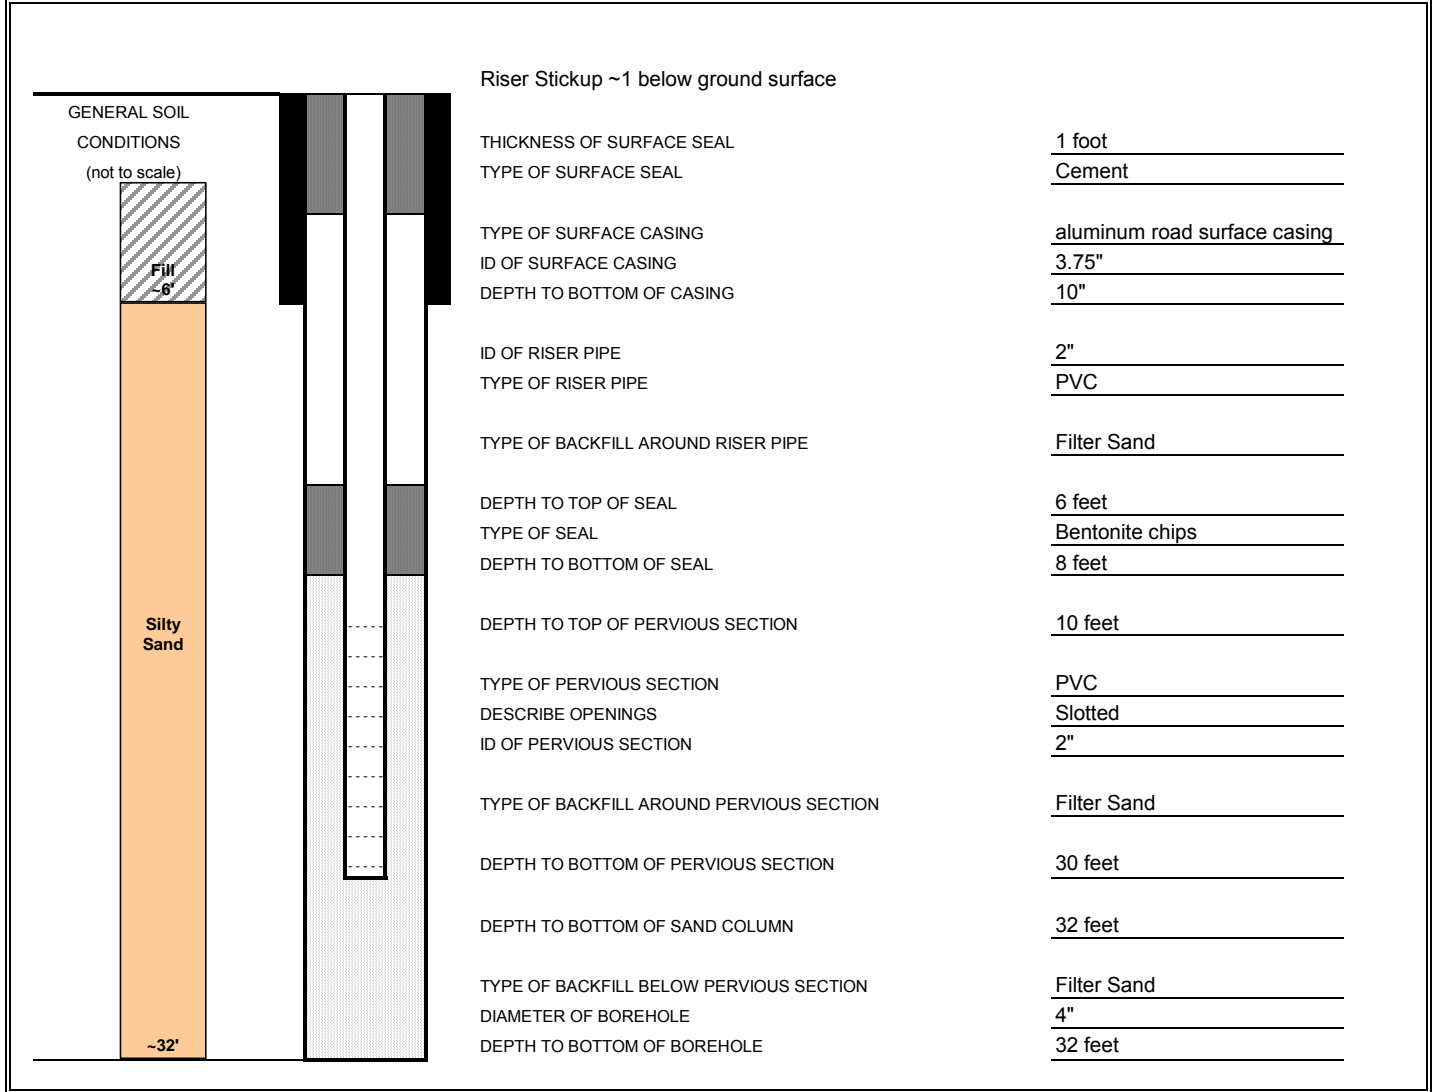 Riser Stickup ~1 below ground surface
GENERAL SOIL
CONDITIONS
(not to scale)
Fill
~6'
Silty
Sand
~32'
THICKNESS OF SURFACE SEAL 1 foot
TYPE OF SURFACE SEAL Cement
TYPE OF SURFACE CASING aluminum road surface casing
ID OF SURFACE CASING 3.75"
DEPTH TO BOTTOM OF CASING 10"
ID OF RISER PIPE 2"
TYPE OF RISER PIPE PVC
TYPE OF BACKFILL AROUND RISER PIPE Filter Sand
DEPTH TO TOP OF SEAL 6 feet
TYPE OF SEAL Bentonite chips
DEPTH TO BOTTOM OF SEAL 8 feet
DEPTH TO TOP OF PERVIOUS SECTION 10 feet
TYPE OF PERVIOUS SECTION PVC
DESCRIBE OPENINGS Slotted
ID OF PERVIOUS SECTION 2"
TYPE OF BACKFILL AROUND PERVIOUS SECTION Filter Sand
DEPTH TO BOTTOM OF PERVIOUS SECTION 30 feet
DEPTH TO BOTTOM OF SAND COLUMN 32 feet
TYPE OF BACKFILL BELOW PERVIOUS SECTION Filter Sand
DIAMETER OF BOREHOLE 4"
DEPTH TO BOTTOM OF BOREHOLE 32 feet